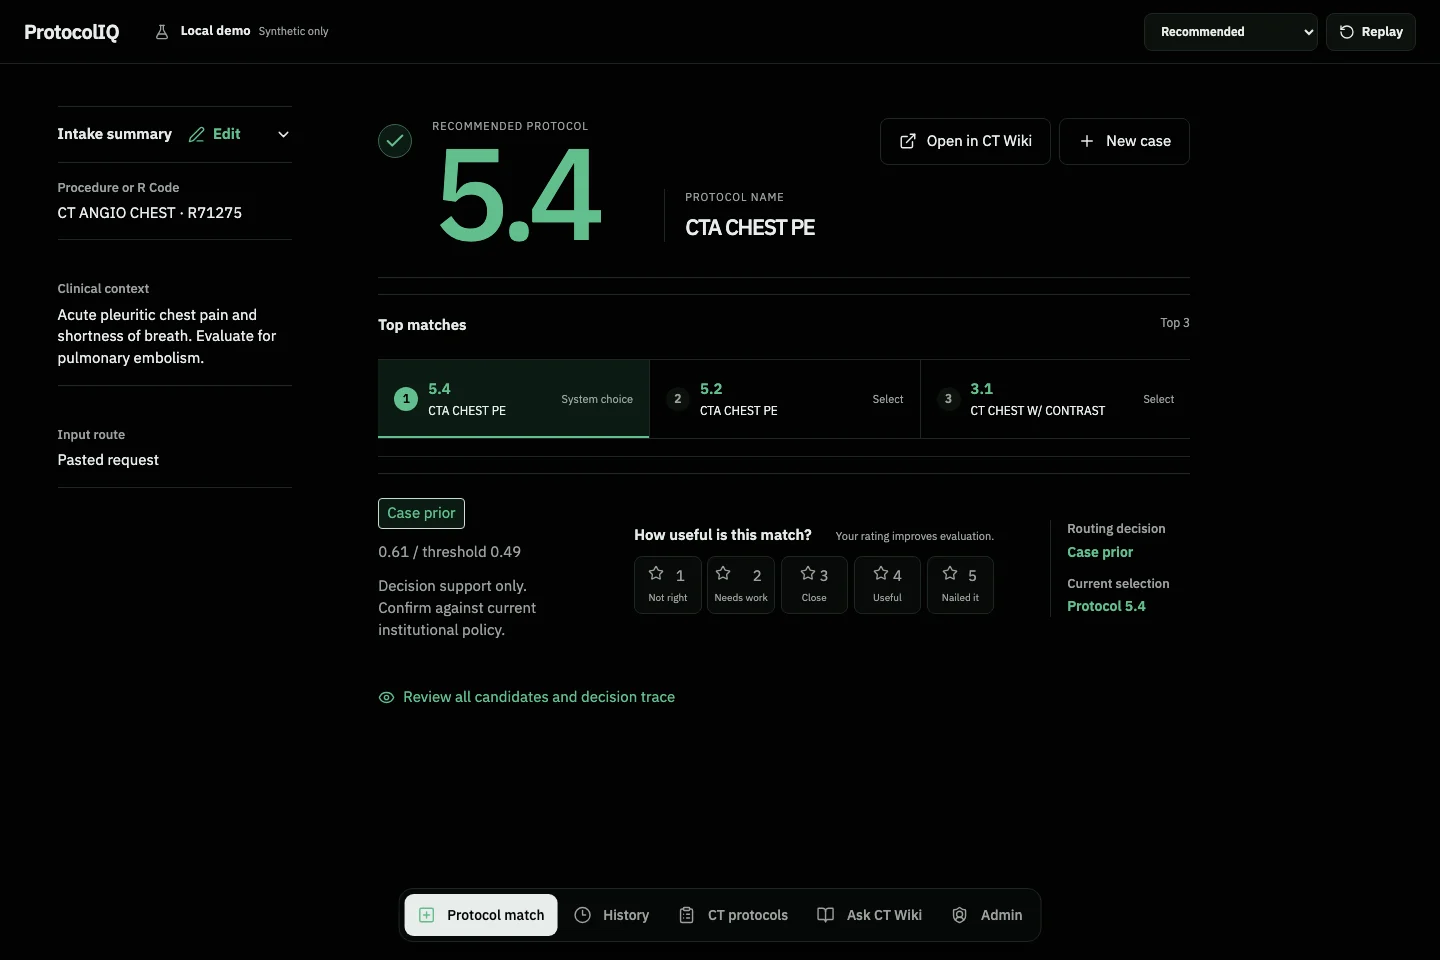 ProtocolIQ
Local demo Synthetic only
Recommended
Replay
Intake summary
Edit
Procedure or R Code
CT ANGIO CHEST · R71275
Clinical context
Acute pleuritic chest pain and
shortness of breath. Evaluate for
pulmonary embolism.
Input route
Pasted request
RECOMMENDED PROTOCOL
5.4
PROTOCOL NAME
CTA CHEST PE
Open in CT Wiki
New case
Top matches
Top 3
1
5.4
CTA CHEST PE
System choice
2
5.2
CTA CHEST PE
Select
3
3.1
CT CHEST W/ CONTRAST
Select
Case prior
0.61 / threshold 0.49
Decision support only.
Confirm against current
institutional policy.
How useful is this match?
Your rating improves evaluation.
1
Not right
2
Needs work
3
Close
4
Useful
5
Nailed it
Routing decision
Case prior
Current selection
Protocol 5.4
Review all candidates and decision trace
Protocol match
History
CT protocols
Ask CT Wiki
Admin